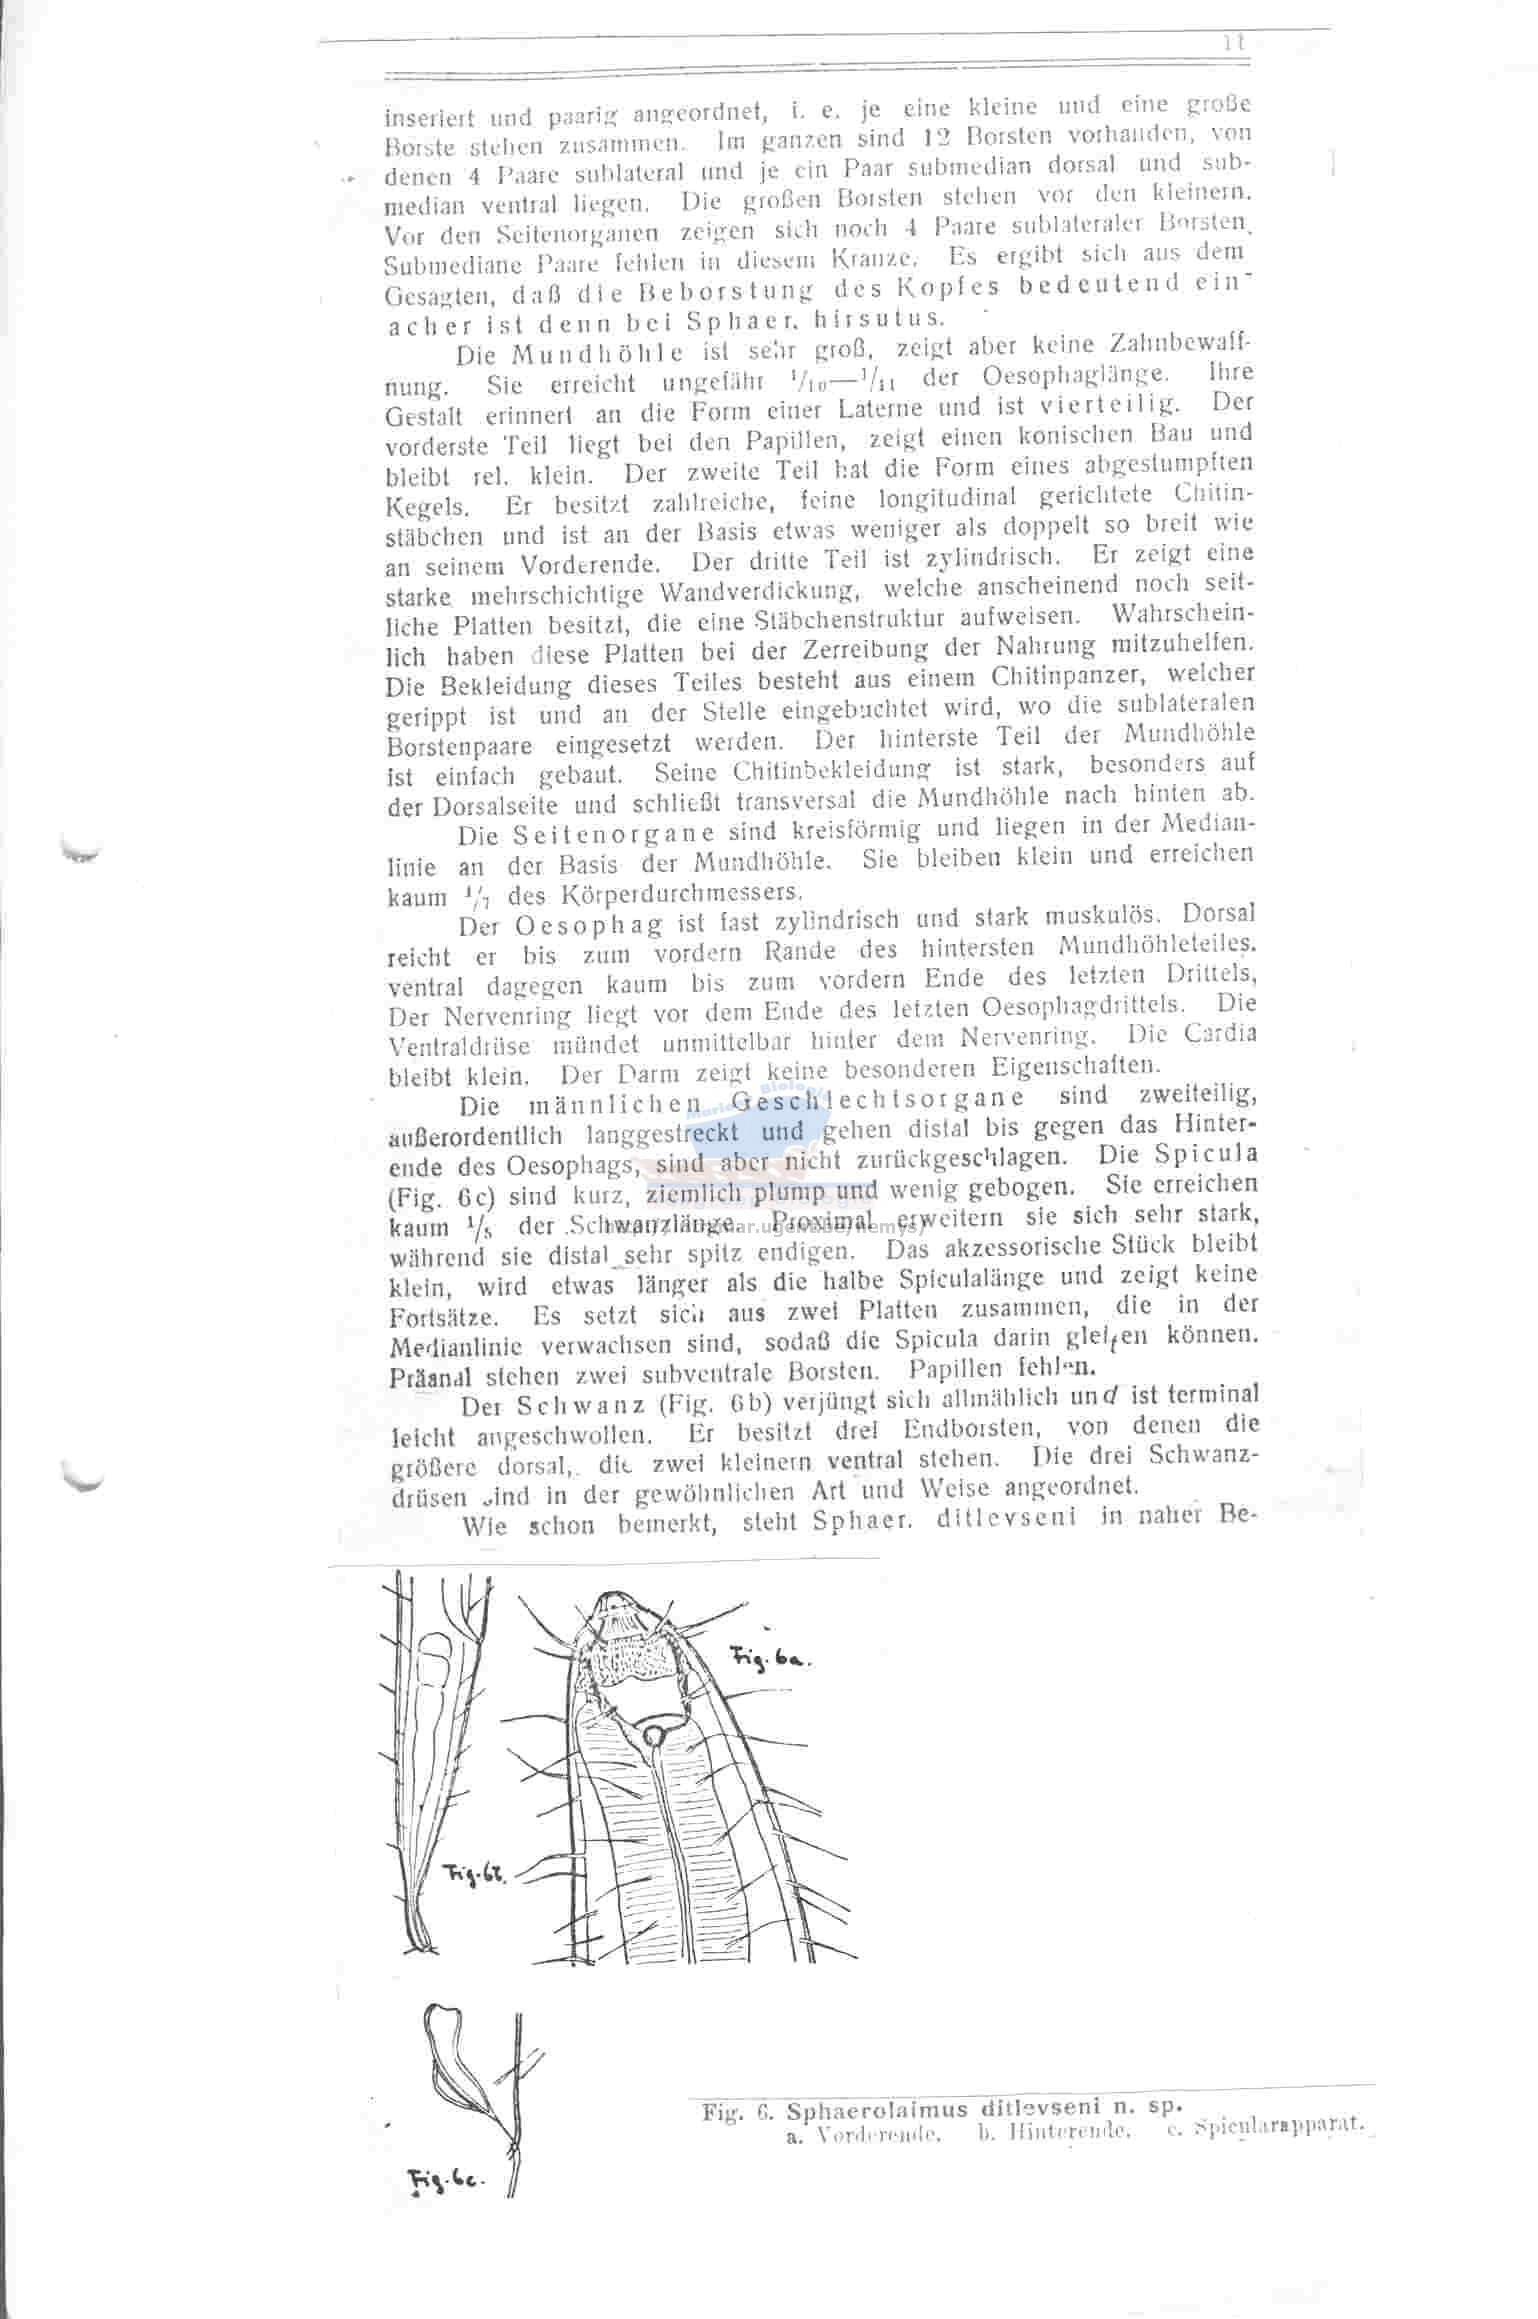 11
inseriert und paarig angeordnet, i. e. je eine kleine und eine große
Borste stehen zusammen. Im ganzen sind 12 Borsten vorhanden, von
denen 4 Paare sublateral und je ein Paar submedian dorsal und sub-
median ventral liegen. Die großen Borsten stehen vor den kleinern.
Vor den Seitenorganen zeigen sich noch 4 Paare sublateraler Borsten.
Submediane Paare fehlen in diesem Kranze. Es ergibt sich aus dem
Gesagten, daß die Beborstung des Kopfes bedeutend ein-
acher ist denn bei Sphaer. hirsutus.
Die Mundhöhle ist sehr groß, zeigt aber keine Zahnbewaff-
nung. Sie erreicht ungefähr 1/10—1/11 der Oesophaglänge. Ihre
Gestalt erinnert an die Form einer Laterne und ist vierteilig. Der
vorderste Teil liegt bei den Papillen, zeigt einen konischen Bau und
bleibt rel. klein. Der zweite Teil hat die Form eines abgestumpften
Kegels. Er besitzt zahlreiche, feine longitudinal gerichtete Chitin-
stäbchen und ist an der Basis etwas weniger als doppelt so breit wie
an seinem Vorderende. Der dritte Teil ist zylindrisch. Er zeigt eine
starke mehrschichtige Wandverdickung, welche anscheinend noch seit-
liche Platten besitzt, die eine Stäbchenstruktur aufweisen. Wahrschein-
lich haben diese Platten bei der Zerreibung der Nahrung mitzuhelfen.
Die Bekleidung dieses Teiles besteht aus einem Chitinpanzer, welcher
gerippt ist und an der Stelle eingebuchtet wird, wo die sublateralen
Borstenpaare eingesetzt werden. Der hinterste Teil der Mundhöhle
ist einfach gebaut. Seine Chitinbekleidung ist stark, besonders auf
der Dorsalseite und schließt transversal die Mundhöhle nach hinten ab.
Die Seitenorgane sind kreisförmig und liegen in der Median-
linie an der Basis der Mundhöhle. Sie bleiben klein und erreichen
kaum 1/7 des Körperdurchmessers.
Der Oesophag ist fast zylindrisch und stark muskulös. Dorsal
reicht er bis zum vordern Rande des hintersten Mundhöhleteiles,
ventral dagegen kaum bis zum vordern Ende des letzten Drittels,
Der Nervenring liegt vor dem Ende des letzten Oesophagdrittels. Die
Ventraldrüse mündet unmittelbar hinter dem Nervenring. Die Cardia
bleibt klein. Der Darm zeigt keine besonderen Eigenschaften.
Die männlichen Geschlechtsorgane sind zweiteilig,
außerordentlich langgestreckt und gehen distal bis gegen das Hinter-
ende des Oesophags, sind aber nicht zurückgeschlagen. Die Spicula
(Fig. 6c) sind kurz, ziemlich plump und wenig gebogen. Sie erreichen
kaum 1/5 der Schwanzlänge. Proximal erweitern sie sich sehr stark,
während sie distal sehr spitz endigen. Das akzessorische Stück bleibt
klein, wird etwas länger als die halbe Spiculalänge und zeigt keine
Fortsätze. Es setzt sich aus zwei Platten zusammen, die in der
Medianlinie verwachsen sind, sodaß die Spicula darin gleiten können.
Präanal stehen zwei subventrale Borsten. Papillen fehlen.
Der Schwanz (Fig. 6b) verjüngt sich allmählich und ist terminal
leicht angeschwollen. Er besitzt drei Endborsten, von denen die
größere dorsal, die zwei kleinern ventral stehen. Die drei Schwanz-
drüsen sind in der gewöhnlichen Art und Weise angeordnet.
Wie schon bemerkt, steht Sphaer. ditlevseni in naher Be-
Fig. 6a.
Fig. 6b.
Fig. 6c.
Fig. 6. Sphaerolaimus ditlevseni n. sp.
a. Vorderende. b. Hinterende. c. Spicularapparat.